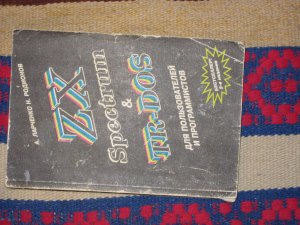 А. ЛАРЧЕНКО Н. РОДИОНОВ
ZX
Spectrum
&
TR-DOS
ДЛЯ ПОЛЬЗОВАТЕЛЕЙ
И ПРОГРАММИСТОВ